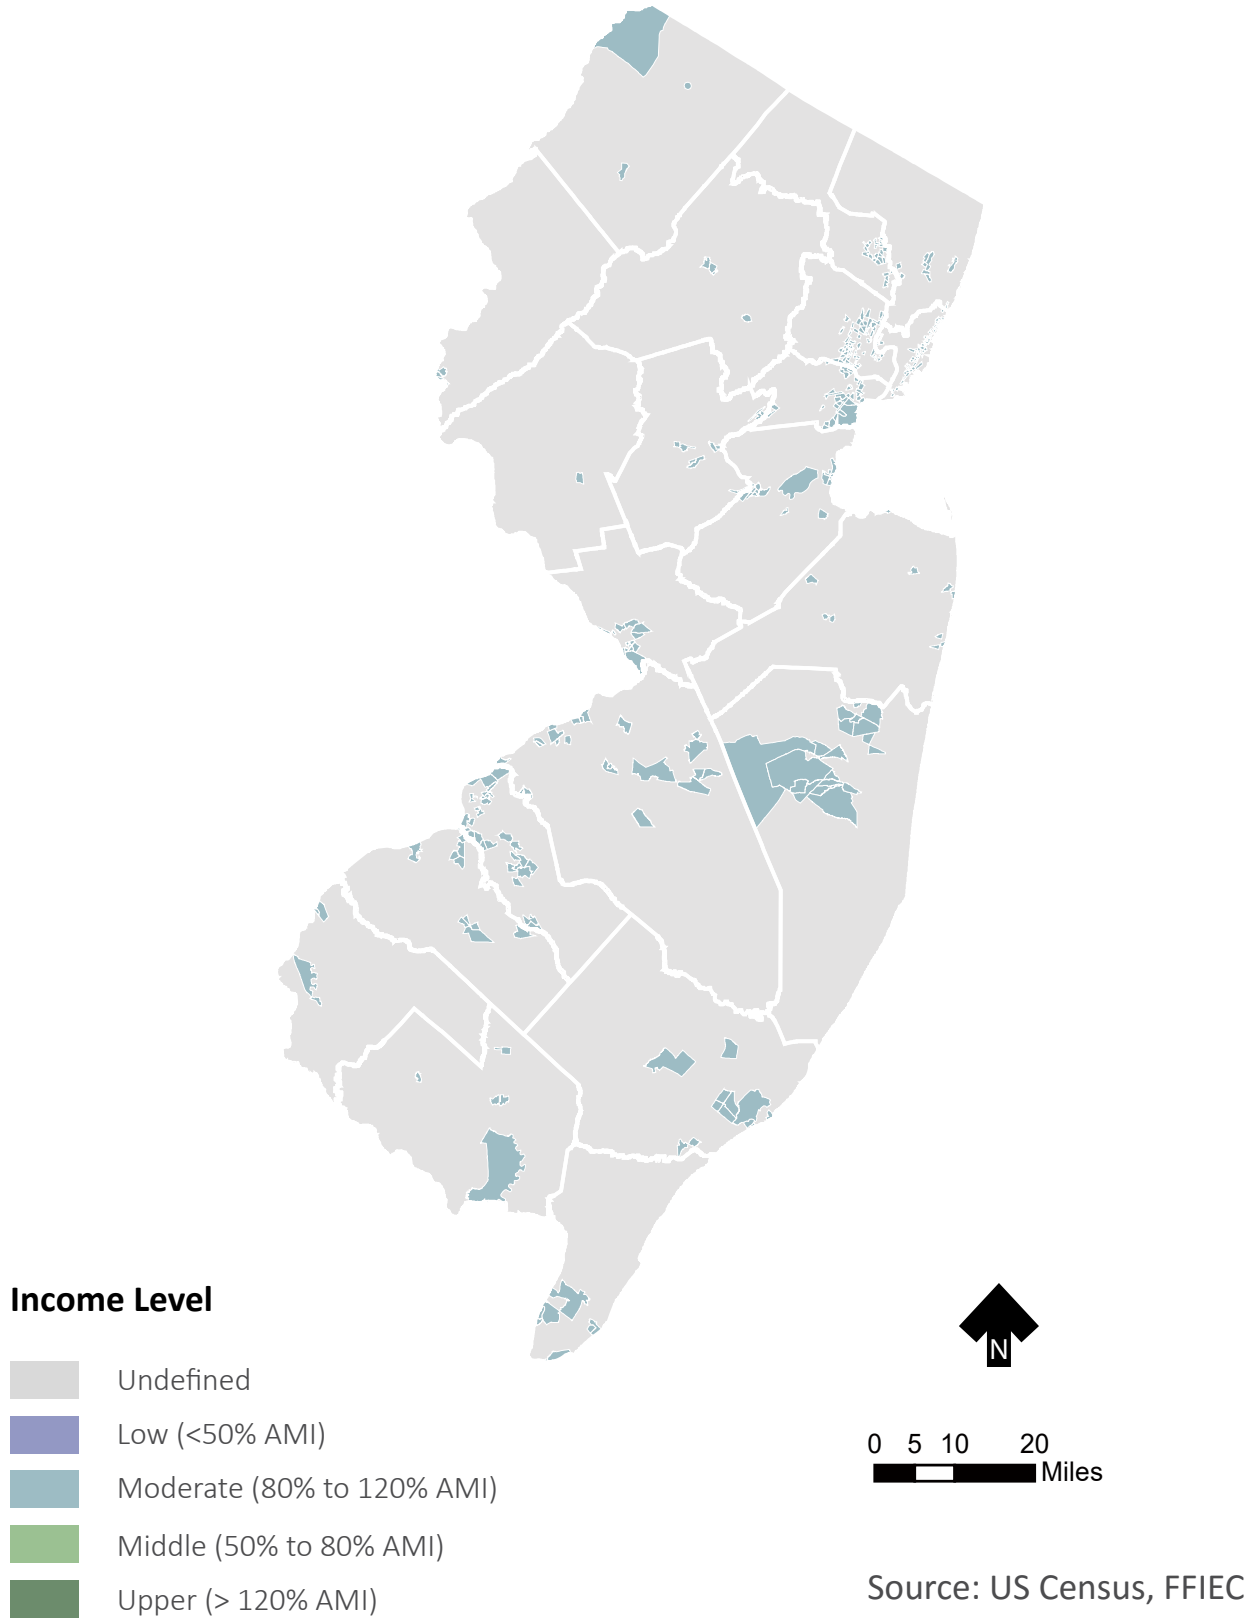 Income Level
Undefined
Low (<50% AMI)
Moderate (80% to 120% AMI)
Middle (50% to 80% AMI)
Upper (> 120% AMI)
N
0 5 10 20
Miles
Source: US Census, FFIEC